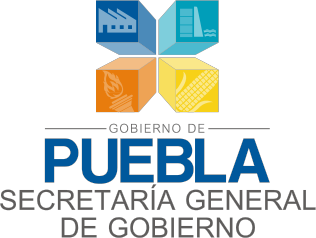 GOBIERNO DE
PUEBLA
SECRETARÍA GENERAL
DE GOBIERNO